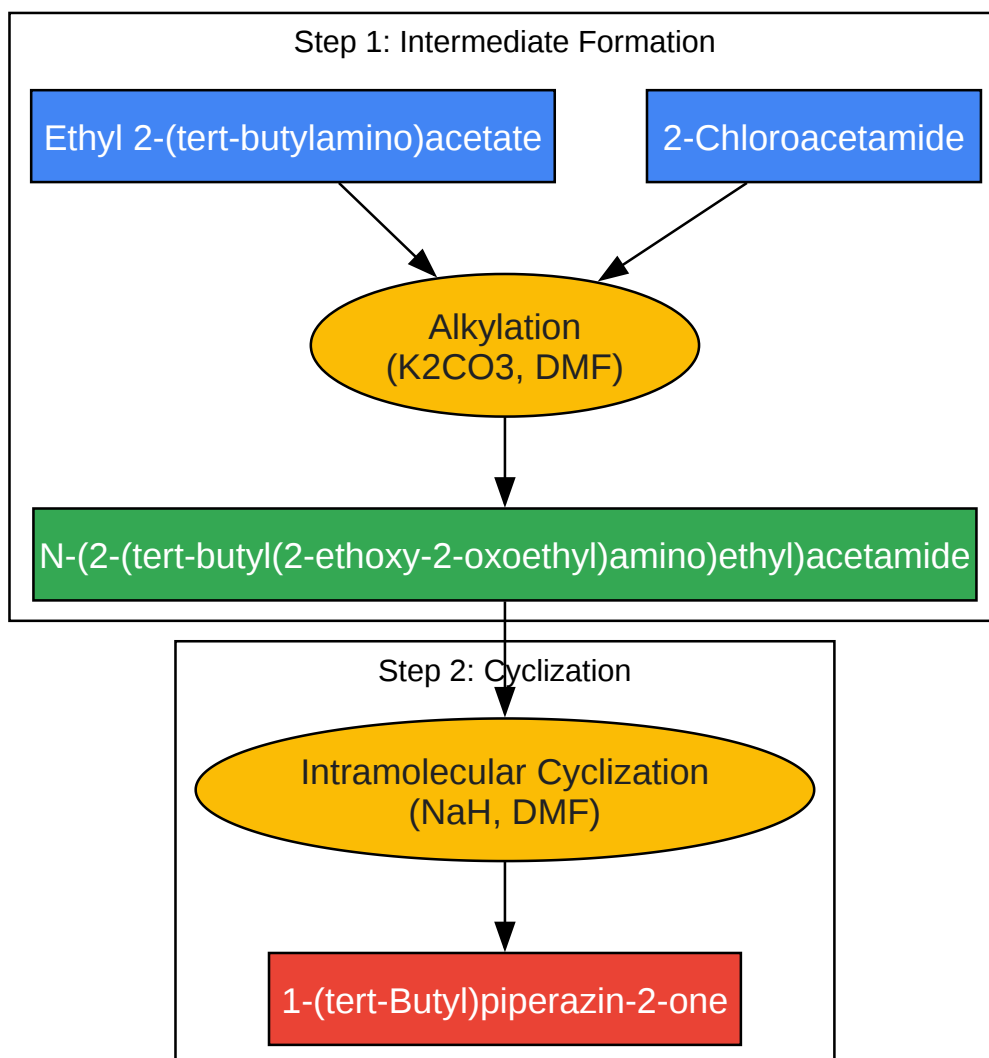 Step 1: Intermediate Formation
Ethyl 2-(tert-butylamino)acetate
2-Chloroacetamide
Alkylation
(K2CO3, DMF)
N-(2-(tert-butyl(2-ethoxy-2-oxoethyl)amino)ethyl)acetamide
Step 2: Cyclization
Intramolecular Cyclization
(NaH, DMF)
1-(tert-Butyl)piperazin-2-one